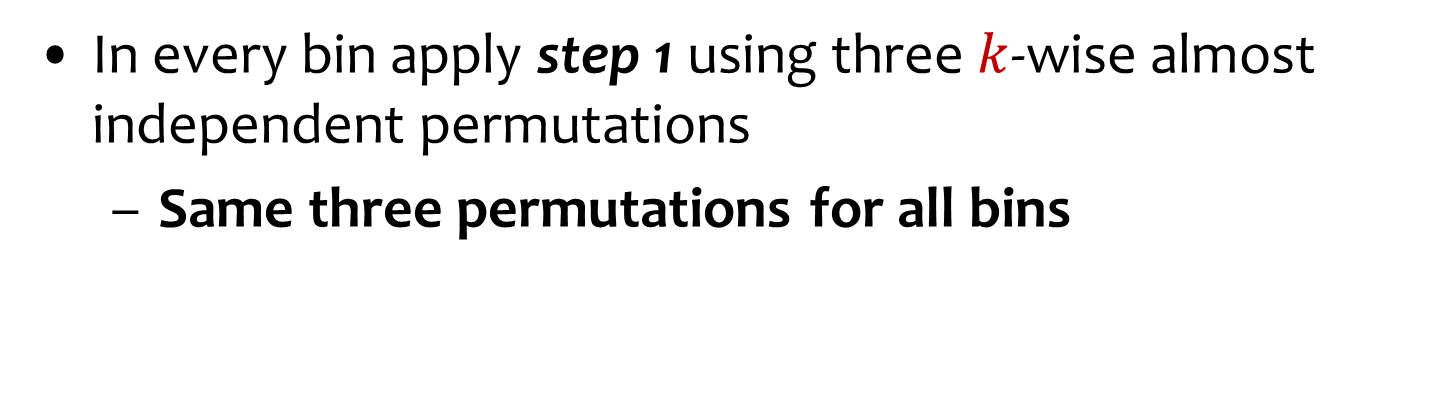 • In every bin apply step 1 using three k-wise almost
independent permutations
– Same three permutations for all bins